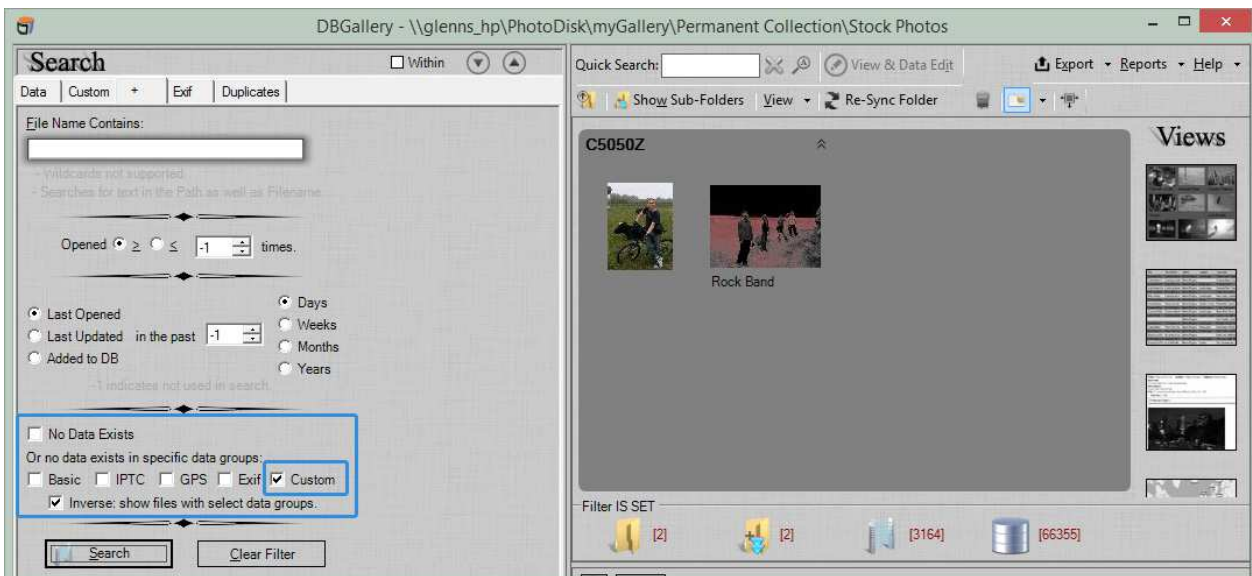 DBGallery - \\glenns_hp\PhotoDisk\myGallery\Permanent Collection\Stock Photos
Search
Within
Data Custom + Exif Duplicates
File Name Contains:
- Wildcards not supported.
- Searches for text in the Path as well as Filename.
Opened ≥ ≤ -1 times.
Last Opened
Last Updated in the past -1
Added to DB
Days
Weeks
Months
Years
-1 indicates not used in search.
No Data Exists
Or no data exists in specific data groups:
Basic IPTC GPS Exif Custom
Inverse: show files with select data groups.
Search Clear Filter
Quick Search: View & Data Edit Export Reports Help
Show Sub-Folders View Re-Sync Folder
C5050Z
Rock Band
Views
Filter IS SET
[2] [2] [3164] [66355]